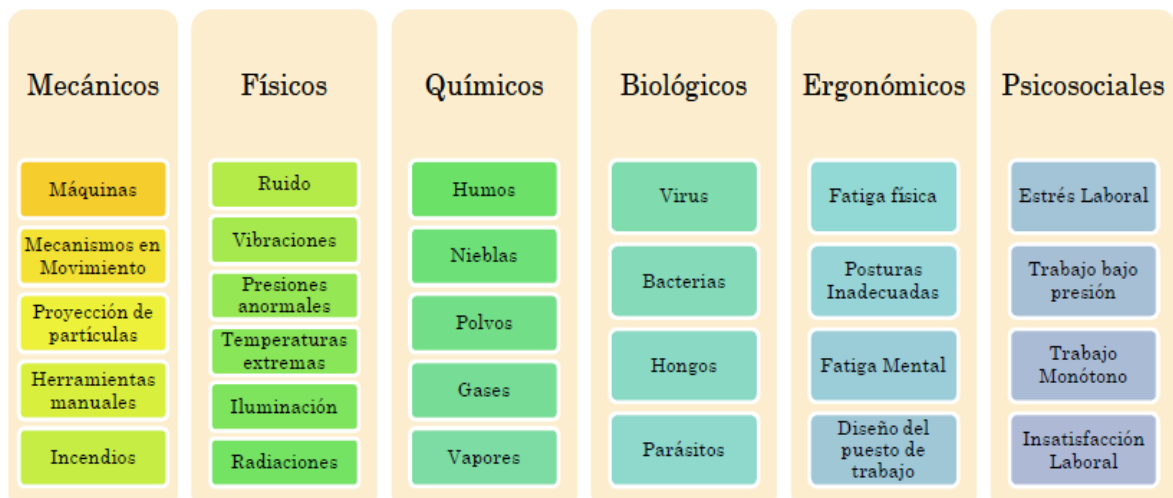 Mecánicos
Máquinas
Mecanismos en
Movimiento
Proyección de
partículas
Herramientas
manuales
Incendios
Físicos
Ruido
Vibraciones
Presiones
anormales
Temperaturas
extremas
Iluminación
Radiaciones
Químicos
Humos
Nieblas
Polvos
Gases
Vapores
Biológicos
Virus
Bacterias
Hongos
Parásitos
Ergonómicos
Fatiga física
Posturas
Inadecuadas
Fatiga Mental
Diseño del
puesto de
trabajo
Psicosociales
Estrés Laboral
Trabajo bajo
presión
Trabajo
Monótono
Insatisfacción
Laboral